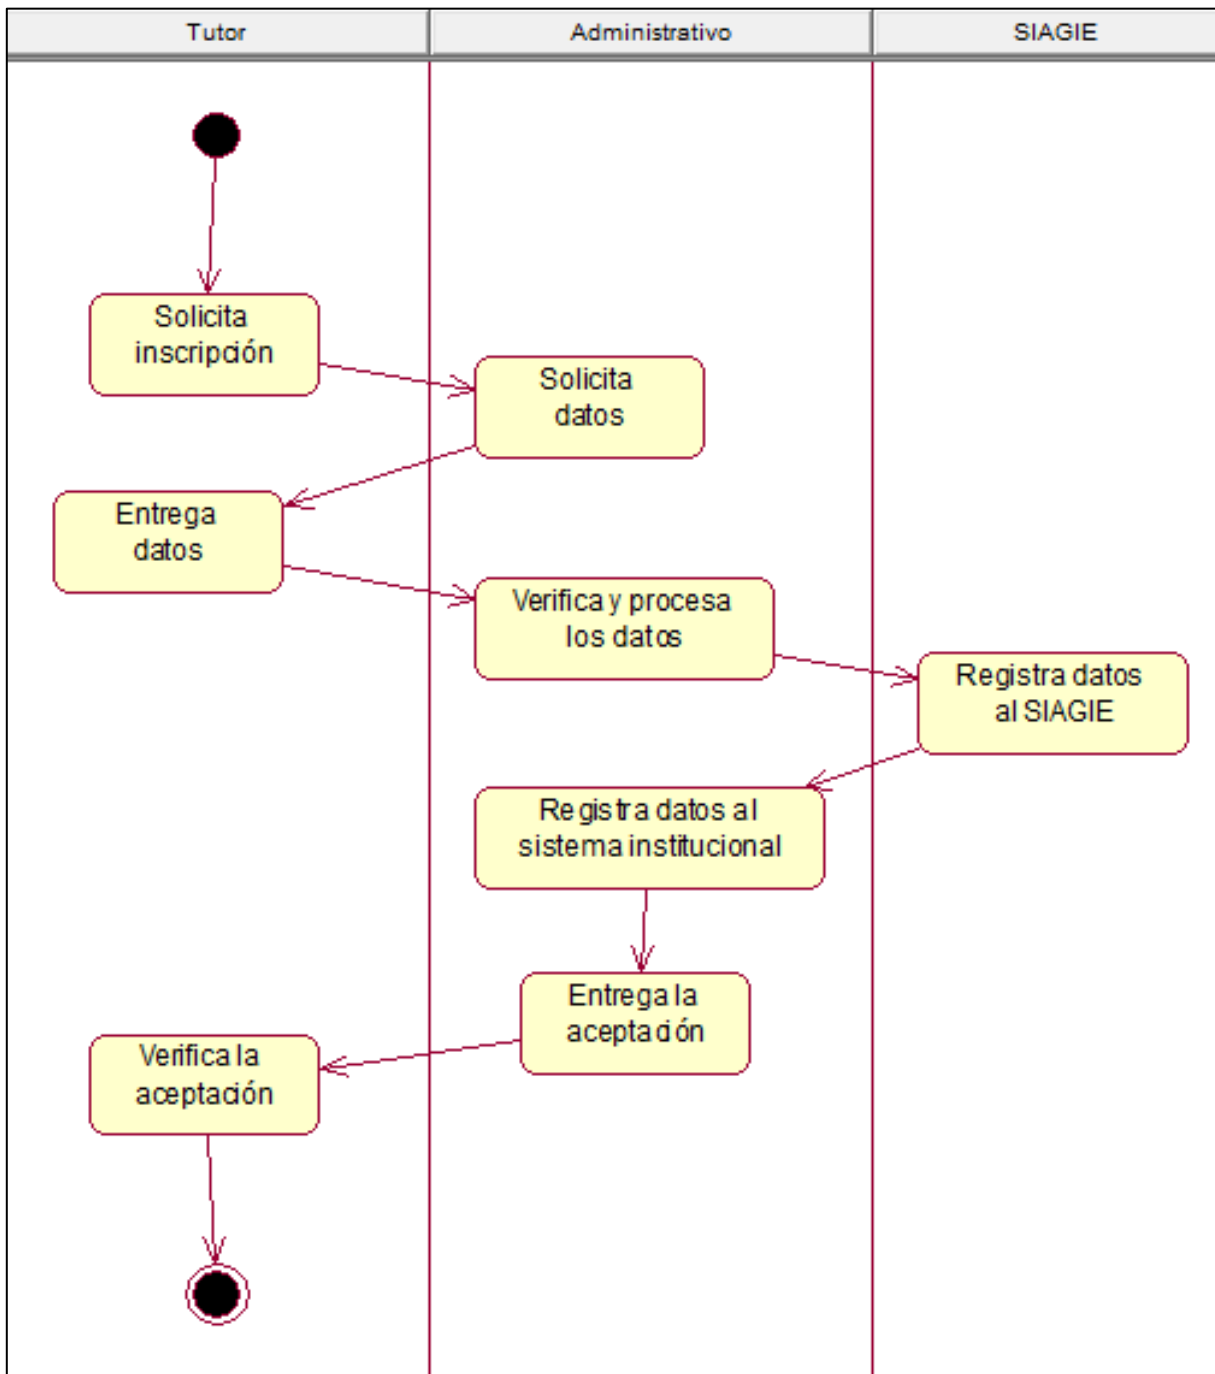 Tutor
Administrativo
SIAGIE
Solicita
inscripción
Solicita
datos
Entrega
datos
Verifica y procesa
los datos
Registra datos
al SIAGIE
Registra datos al
sistema institucional
Entrega la
aceptación
Verifica la
aceptación